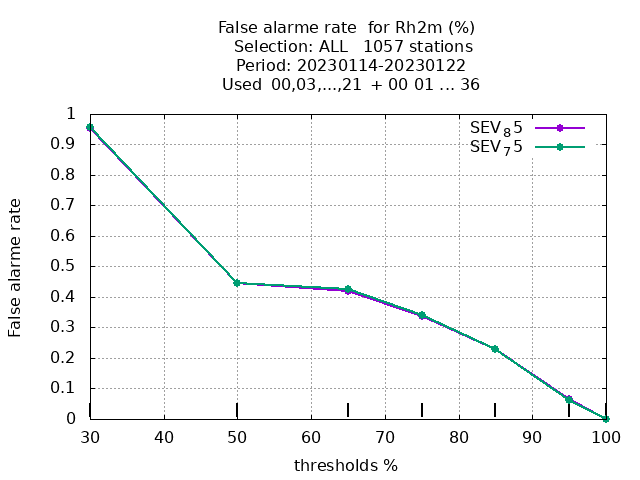 False alarme rate  for Rh2m (%)
Selection: ALL   1057 stations
Period: 20230114-20230122
Used  00,03,...,21  + 00 01 ... 36
SEV₈5
SEV₇5
1
0.9
0.8
0.7
0.6
0.5
0.4
0.3
0.2
0.1
0
False alarme rate
30 40 50 60 70 80 90 100
thresholds %